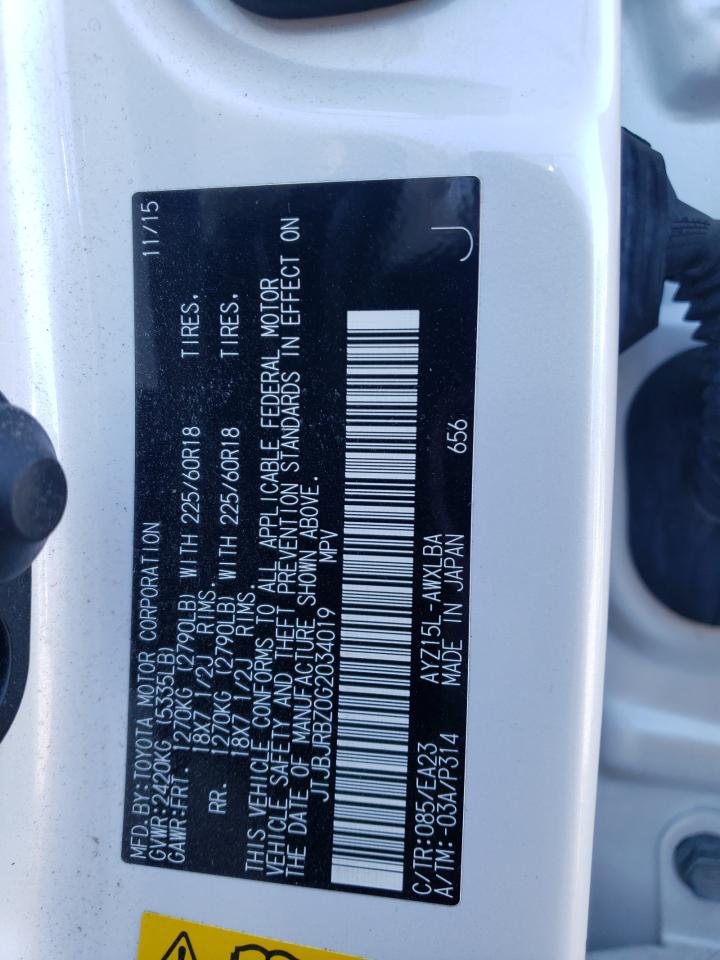 MFD. BY: TOYOTA MOTOR CORPORATION 11/15
GVWR: 2420KG (5335LB)
GAWR: FRT. 1270KG (2790LB) WITH 225/60R18 TIRES.
18X7 1/2J RIMS.
RR. 1270KG (2790LB) WITH 225/60R18 TIRES.
18X7 1/2J RIMS.
THIS VEHICLE CONFORMS TO ALL APPLICABLE FEDERAL MOTOR
VEHICLE SAFETY AND THEFT PREVENTION STANDARDS IN EFFECT ON
THE DATE OF MANUFACTURE SHOWN ABOVE.
JTJBJRBZ0G2034019 MPV
C/TR: 085/EA23 AYZ15L-AWXLBA
A/TM: -03A/P314 MADE IN JAPAN 656 J